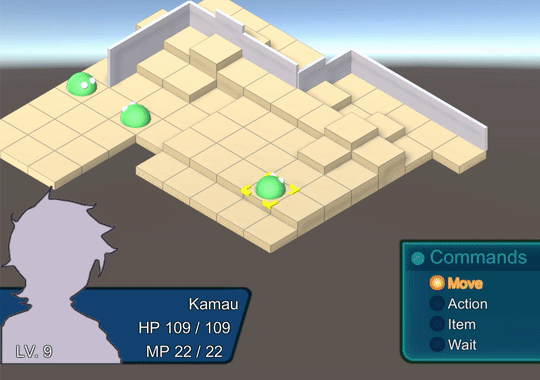 Kamau
HP 109 / 109
LV. 9
MP 22 / 22
Commands
Move
Action
Item
Wait